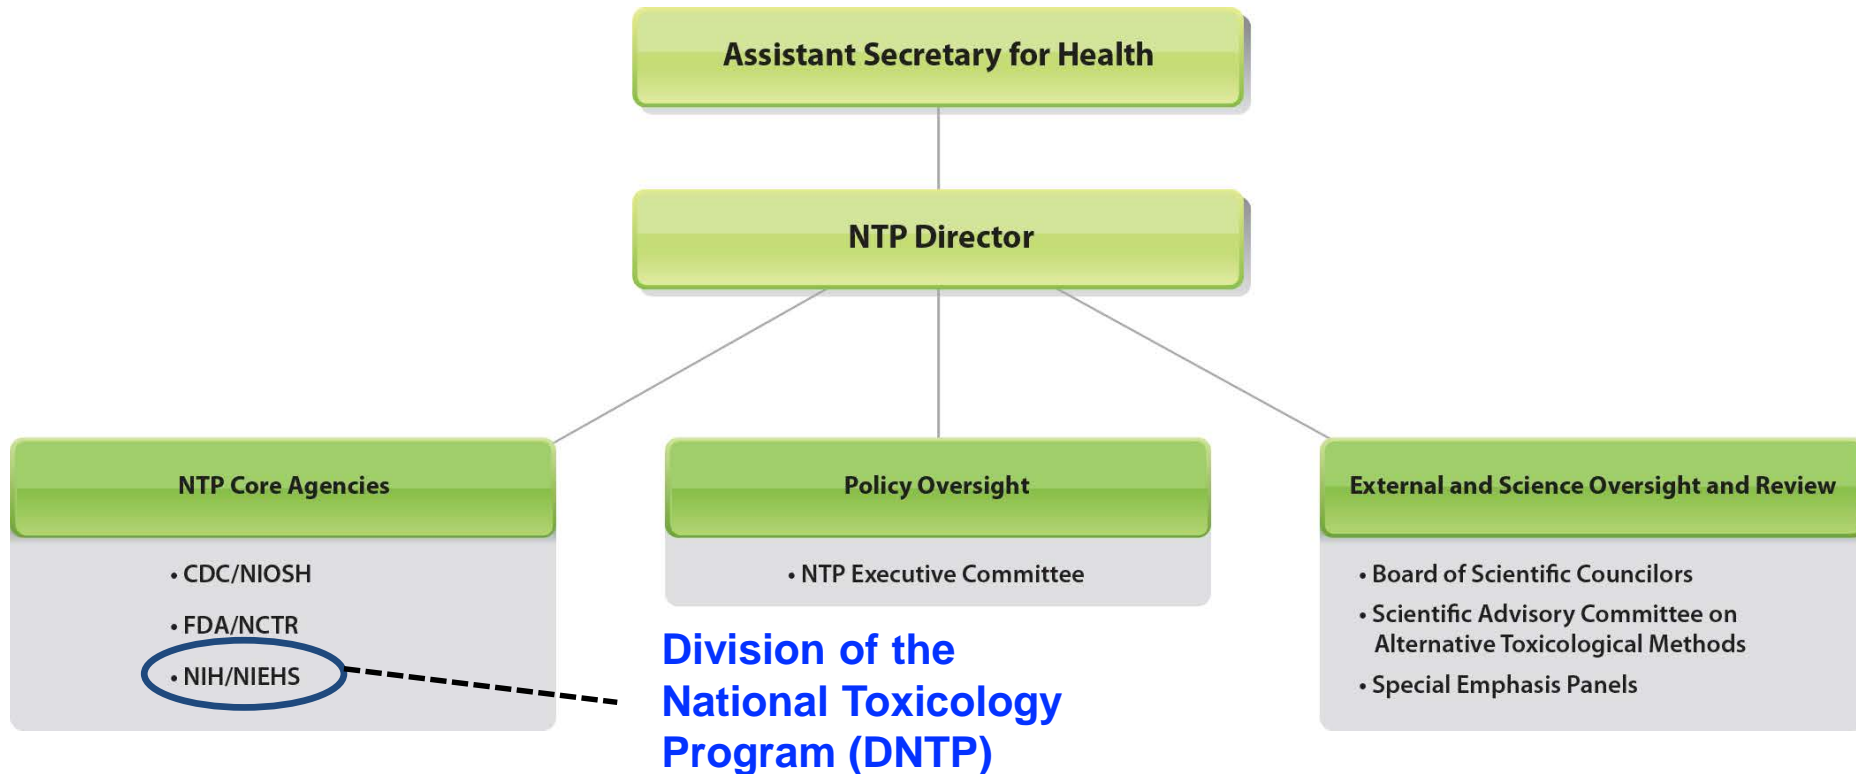 Assistant Secretary for Health
NTP Director
NTP Core Agencies
• CDC/NIOSH
• FDA/NCTR
• NIH/NIEHS
Policy Oversight
• NTP Executive Committee
Division of the
National Toxicology
Program (DNTP)
External and Science Oversight and Review
• Board of Scientific Councilors
• Scientific Advisory Committee on
Alternative Toxicological Methods
• Special Emphasis Panels